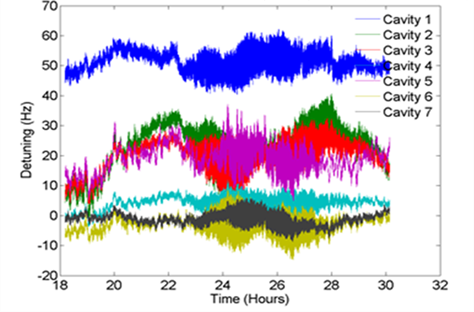 70
60
50
40
30
20
10
0
-10
-20
Detuning (Hz)
18 20 22 24 26 28 30 32
Time (Hours)
Cavity 1
Cavity 2
Cavity 3
Cavity 4
Cavity 5
Cavity 6
Cavity 7